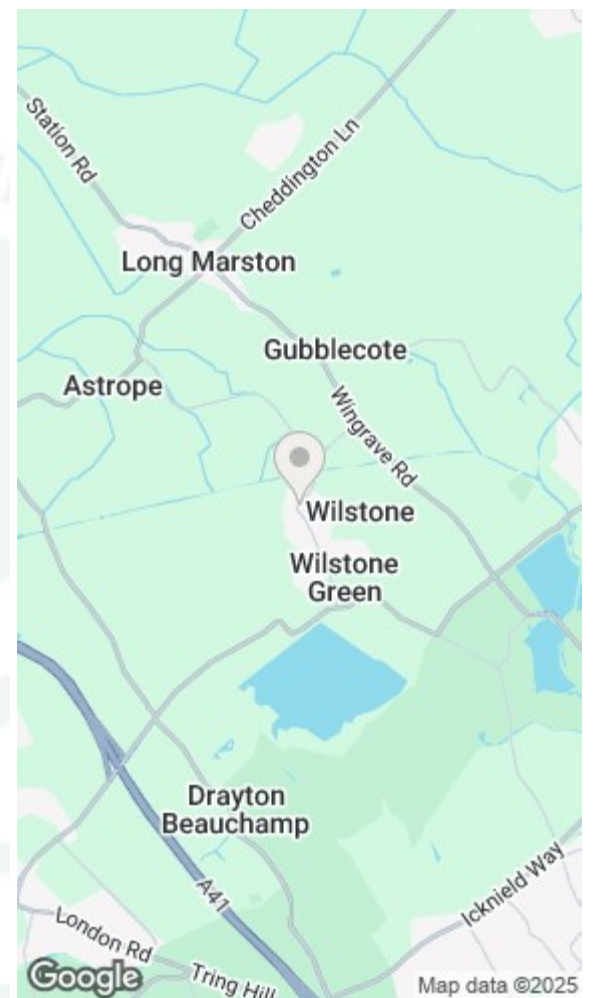 Station Rd
Cheddington Ln
Long Marston
Gubblecote
Astrope
Wingrave Rd
Wilstone
Wilstone
Green
Drayton
Beauchamp
A41
Icknield Way
London Rd
Tring Hill
Google
Map data ©2025